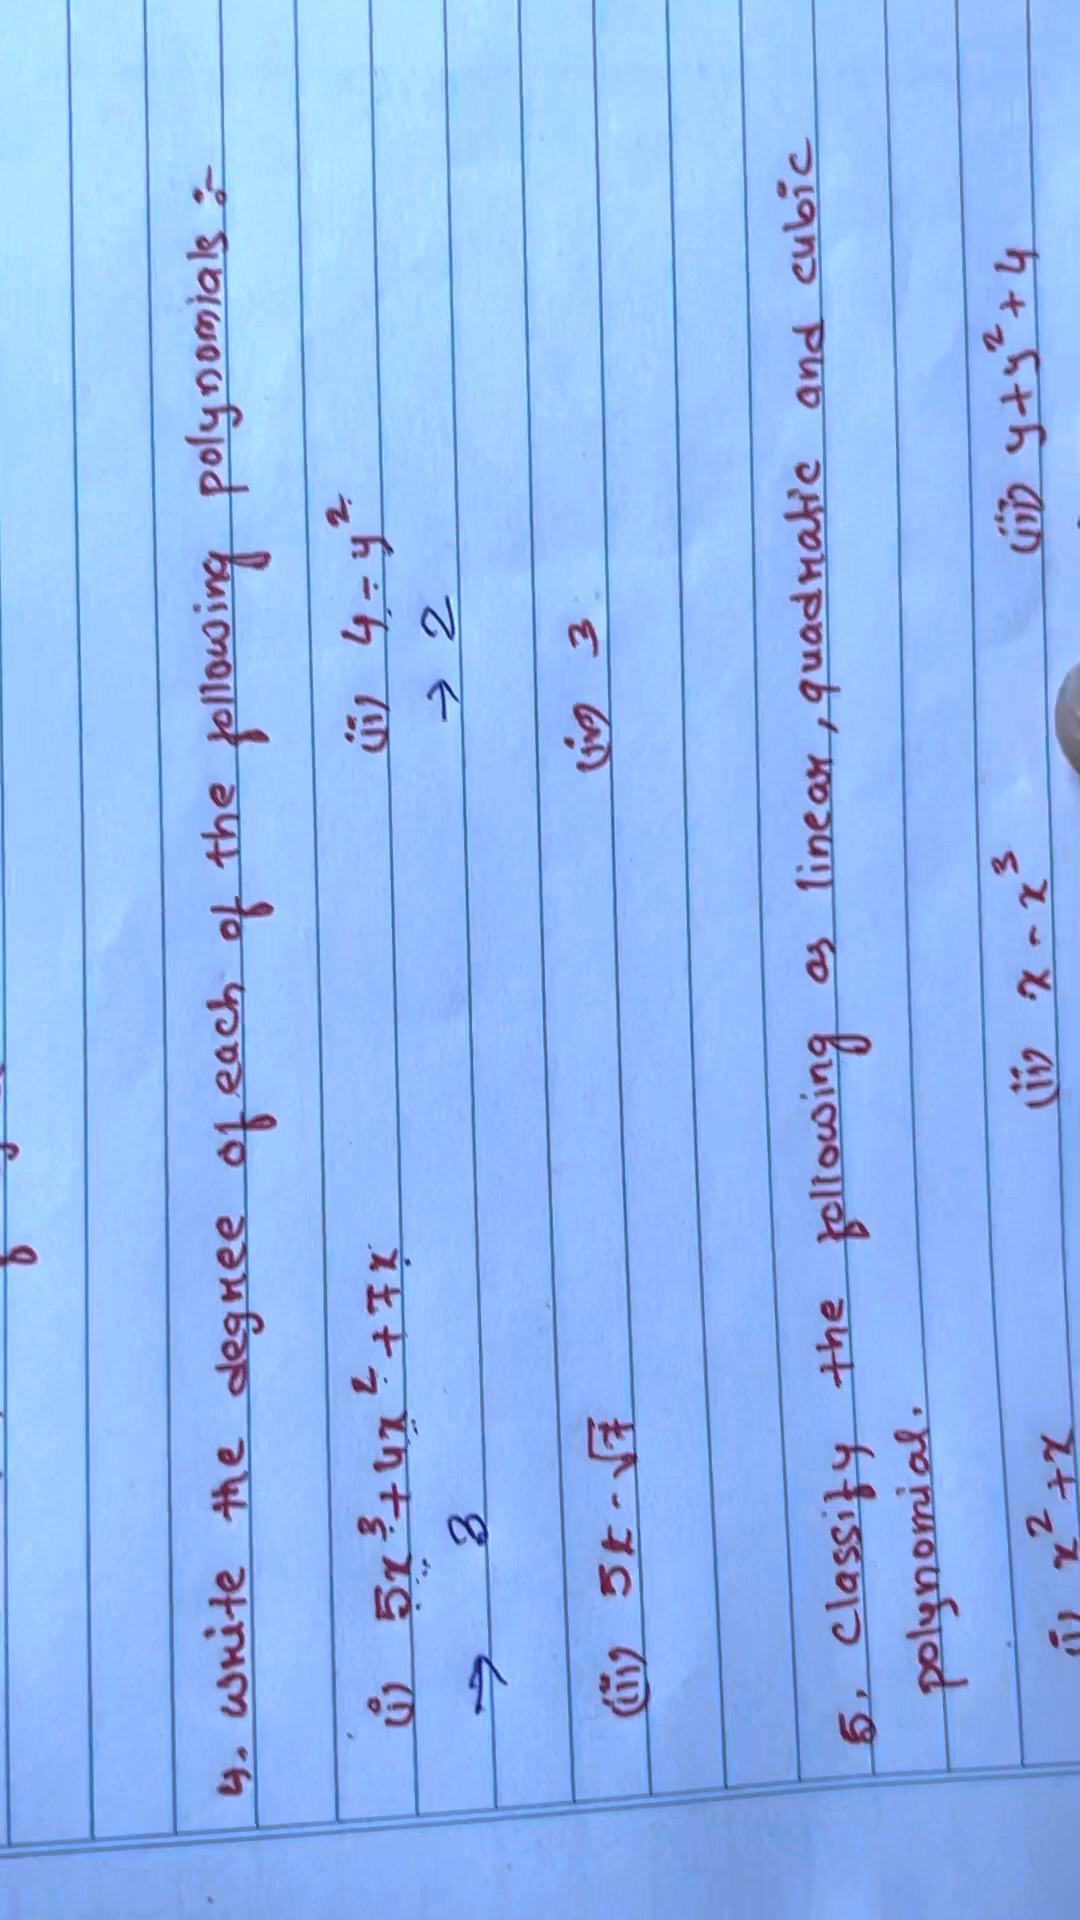 4. write the degree of each of the following polynomials :-
(i) 5x³ + 4x² + 7x (ii) 4 - y²
→ 3 → 2
(iii) 5t - √7 (iv) 3
5. classify the following as linear, quadratic and cubic
polynomial.
(i) x² + x (ii) x - x³ (iii) y + y² + 4